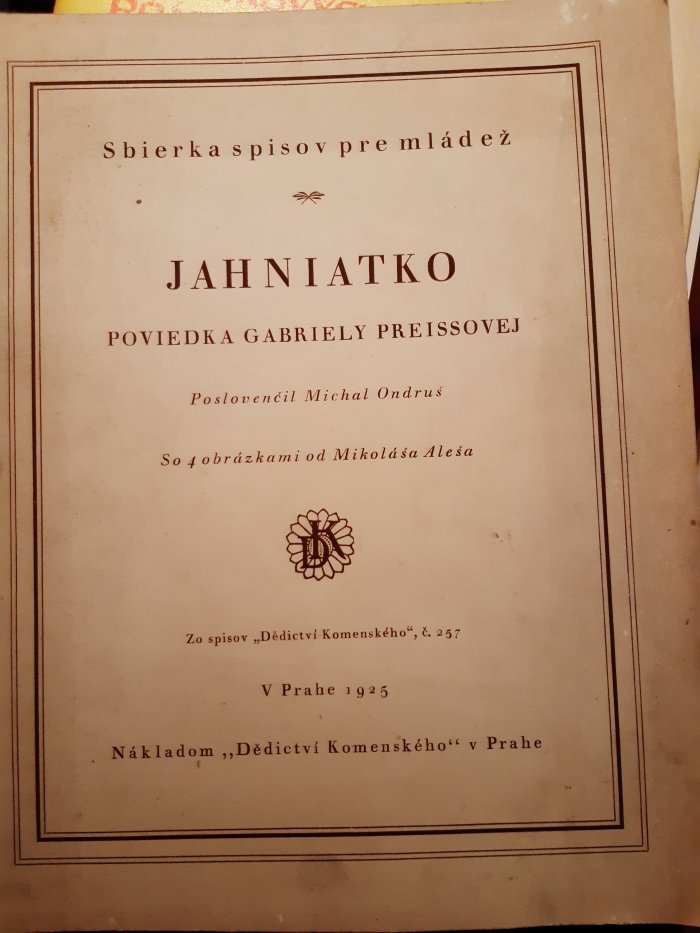 Sbierka spisov pre mládež
JAHNIATKO
POVIEDKA GABRIELY PREISSOVEJ
Poslovenčil Michal Ondruš
So 4 obrázkami od Mikoláša Aleša
DK
Zo spisov „Dědictví Komenského“, č. 257
V Prahe 1925
Nákladom ,,Dědictví Komenského“ v Prahe